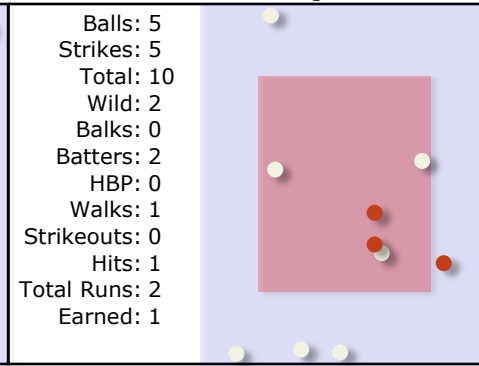 Balls: 5
Strikes: 5
Total: 10
Wild: 2
Balks: 0
Batters: 2
HBP: 0
Walks: 1
Strikeouts: 0
Hits: 1
Total Runs: 2
Earned: 1